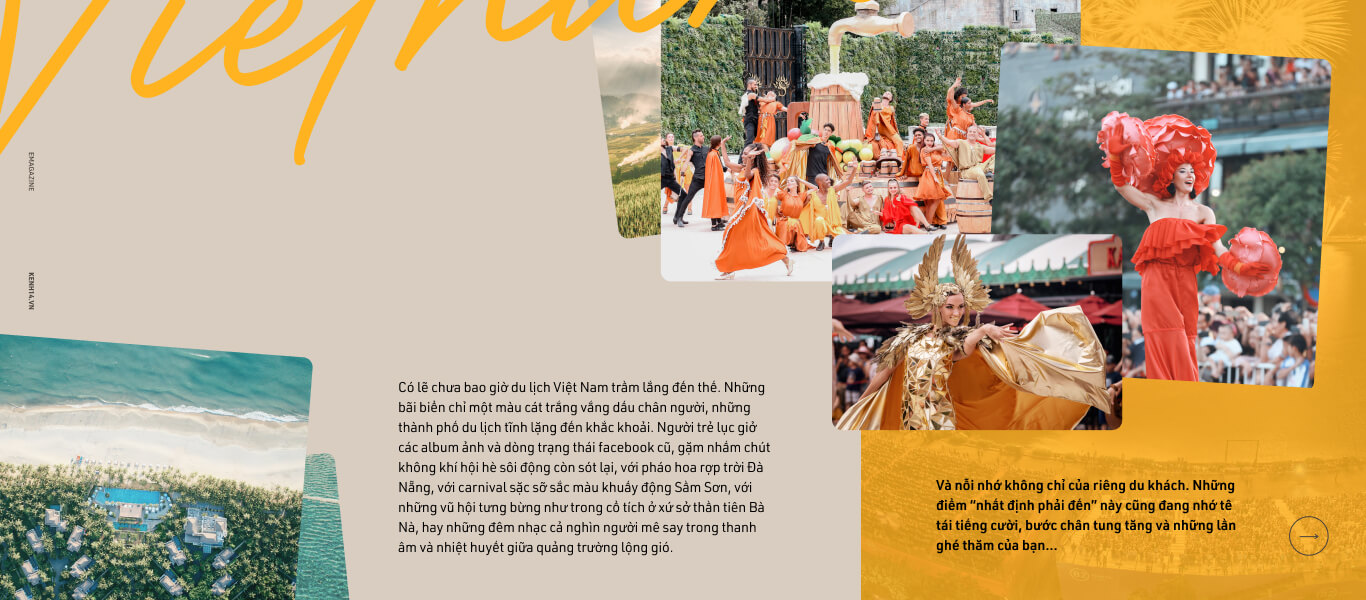 Vietnam
EMAGAZINE
KENH14.VN
Có lẽ chưa bao giờ du lịch Việt Nam trầm lắng đến thế. Những
bãi biển chỉ một màu cát trắng vắng dấu chân người, những
thành phố du lịch tĩnh lặng đến khắc khoải. Người trẻ lục giở
các album ảnh và dòng trạng thái facebook cũ, gặm nhấm chút
không khí hội hè sôi động còn sót lại, với pháo hoa rợp trời Đà
Nẵng, với carnival sặc sỡ sắc màu khuấy động Sầm Sơn, với
những vũ hội tưng bừng như trong cổ tích ở xứ sở thần tiên Bà
Nà, hay những đêm nhạc cả nghìn người mê say trong thanh
âm và nhiệt huyết giữa quảng trường lộng gió.
Và nỗi nhớ không chỉ của riêng du khách. Những
điểm “nhất định phải đến” này cũng đang nhớ tê
tái tiếng cười, bước chân tung tăng và những lần
ghé thăm của bạn...